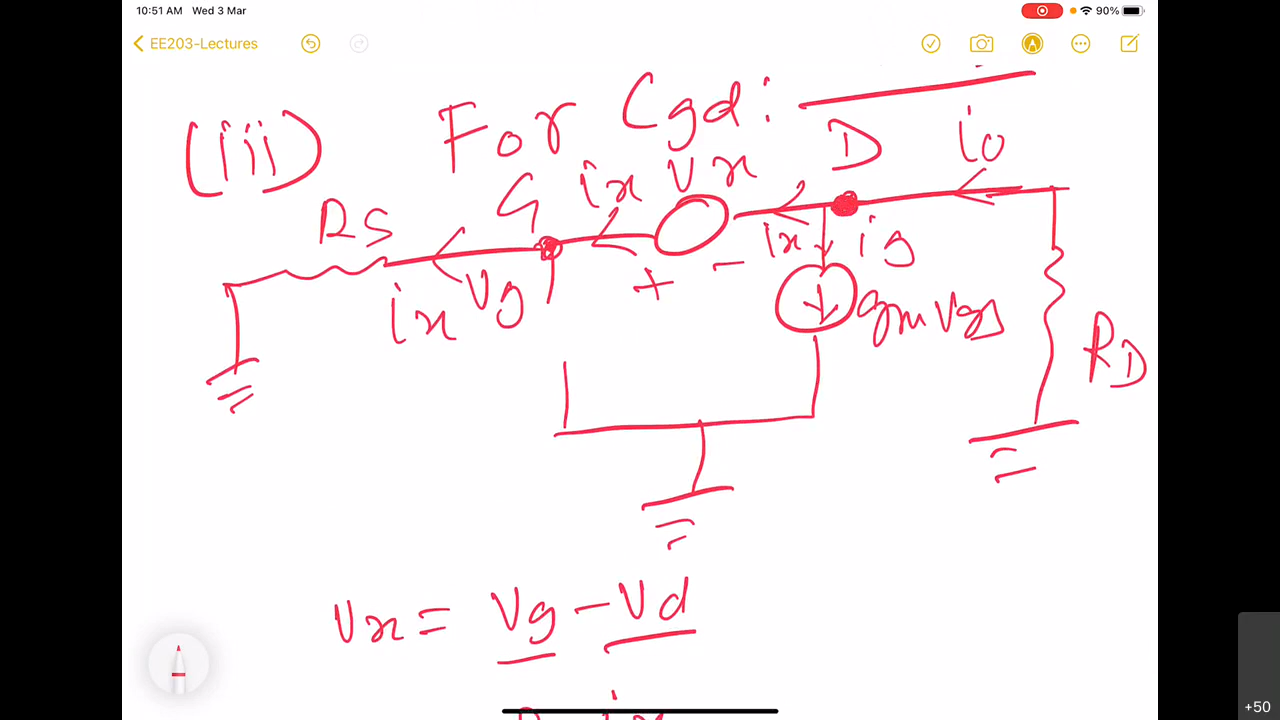 10:51 AM Wed 3 Mar
90%
EE203-Lectures
(iii) For Cgd:
D
io
G
ix
Vx
RS
ix
Vg
+
-
ix
ig
gmVgs
RD
Vx = Vg - Vd
+50